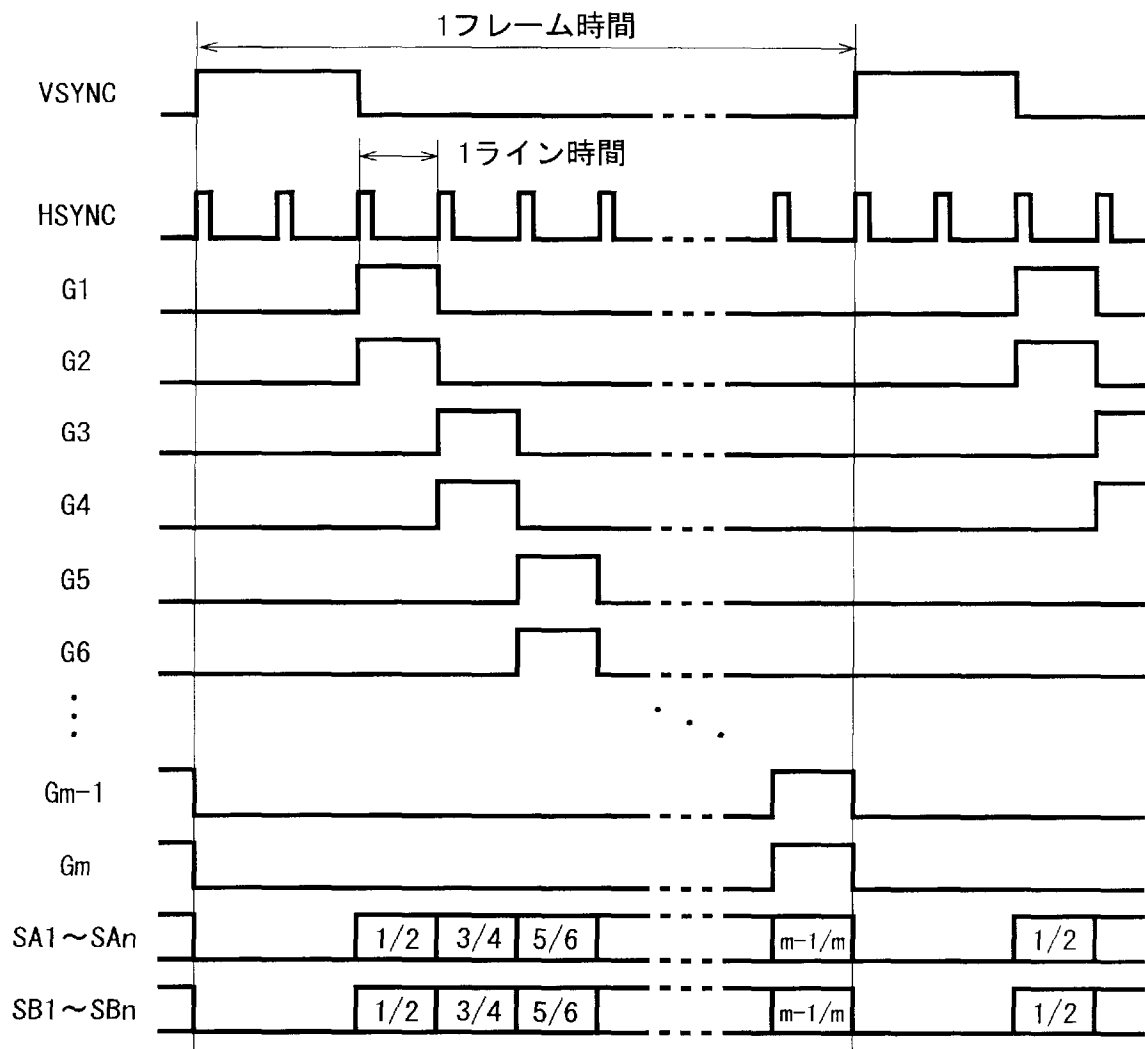 1フレーム時間
VSYNC
1ライン時間
HSYNC
G1
G2
G3
G4
G5
G6
Gm-1
Gm
SA1~SAn 1/2 3/4 5/6 m-1/m 1/2
SB1~SBn 1/2 3/4 5/6 m-1/m 1/2